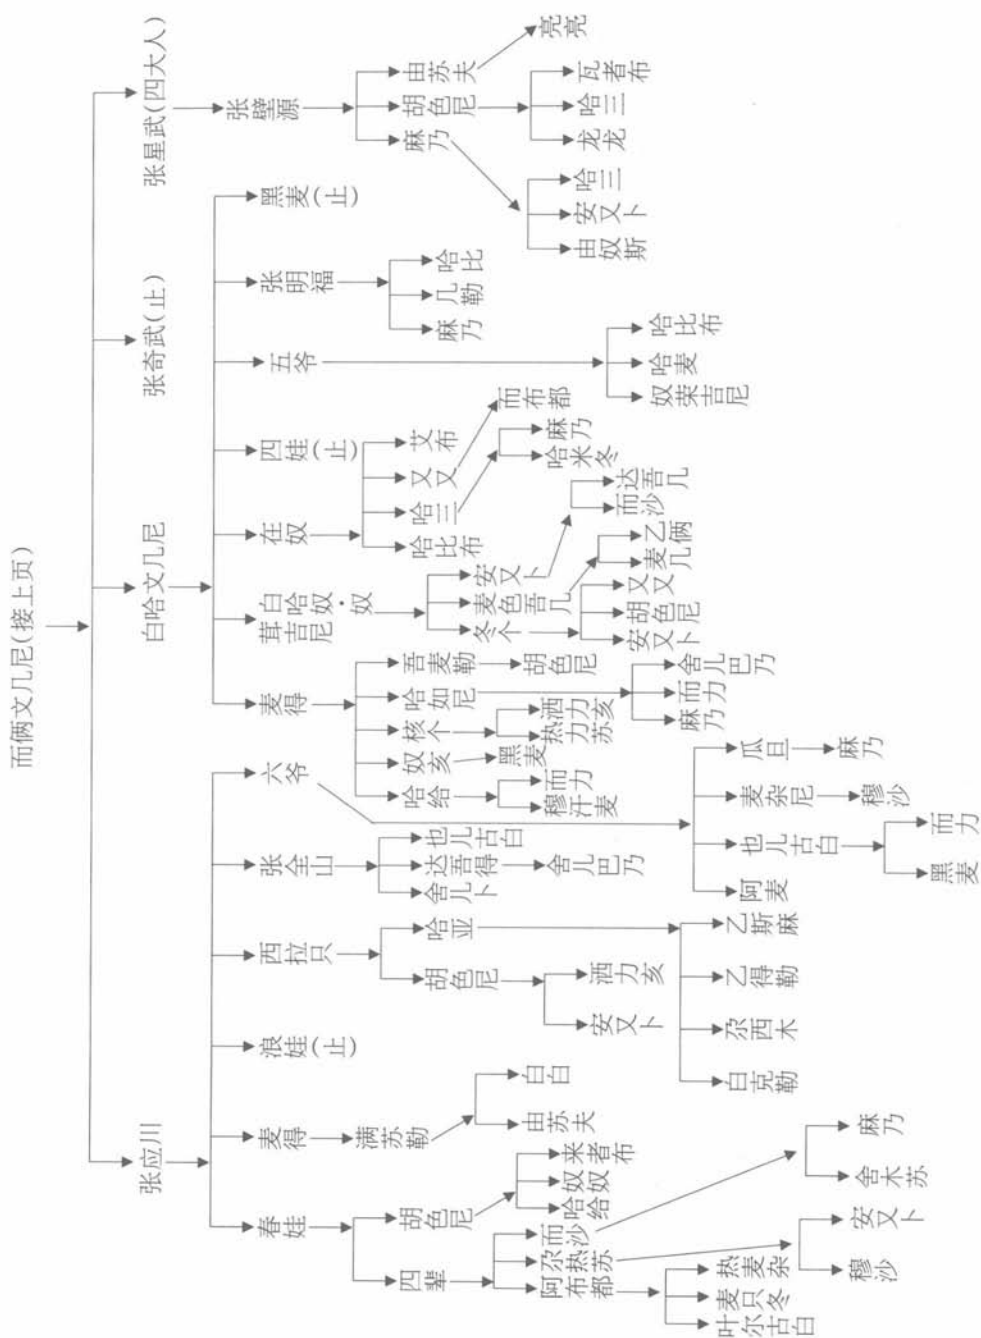 而俩文几尼(接上页)
张应川
白哈文几尼
张奇武(止)
张星武(四大人)
春娃
麦得
浪娃(止)
西拉只
张全山
六爷
麦得
白哈奴·奴
茸吉尼
在奴
四娃(止)
五爷
张明福
黑麦(止)
张璧源
四辈
胡色尼
满苏勒
胡色尼
哈亚
舍儿卜
达吾得
也儿古白
哈给
奴亥
核个
哈如尼
吾麦勒
冬个
麦色吾几
安又卜
哈比布
哈三
又又
艾布
麻乃
几勒
哈比
麻乃
胡色尼
由苏夫
阿布都
尕热苏
而沙
哈给
奴奴
来者布
由苏夫
白白
安又卜
洒力亥
舍儿巴乃
穆汗麦
而力
黑麦
热力苏
洒力亥
胡色尼
安又卜
胡色尼
又又
麦几
乙俩
而沙
达吾几
哈米冬
麻乃
而布都
奴荣吉尼
哈麦
哈比布
由奴斯
安又卜
哈三
龙龙
哈三
瓦者布
亮亮
叶尔古白
麦只冬
热麦杂
穆沙
安又卜
舍木苏
麻乃
白克勒
尕西木
乙得勒
乙斯麻
阿麦
也儿古白
麦杂尼
瓜旦
麻乃
而力
舍儿巴乃
黑麦
而力
穆沙
麻乃